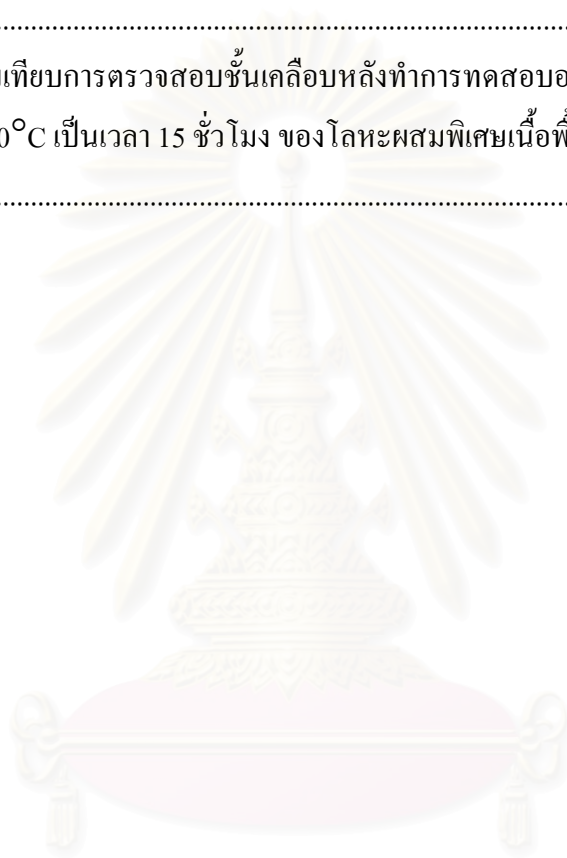 เทียบการตรวจสอบชั้นเคลือบหลังทำการทดสอบอ
0°C เป็นเวลา 15 ชั่วโมง ของโลหะผสมพิเศษเนื้อพื้